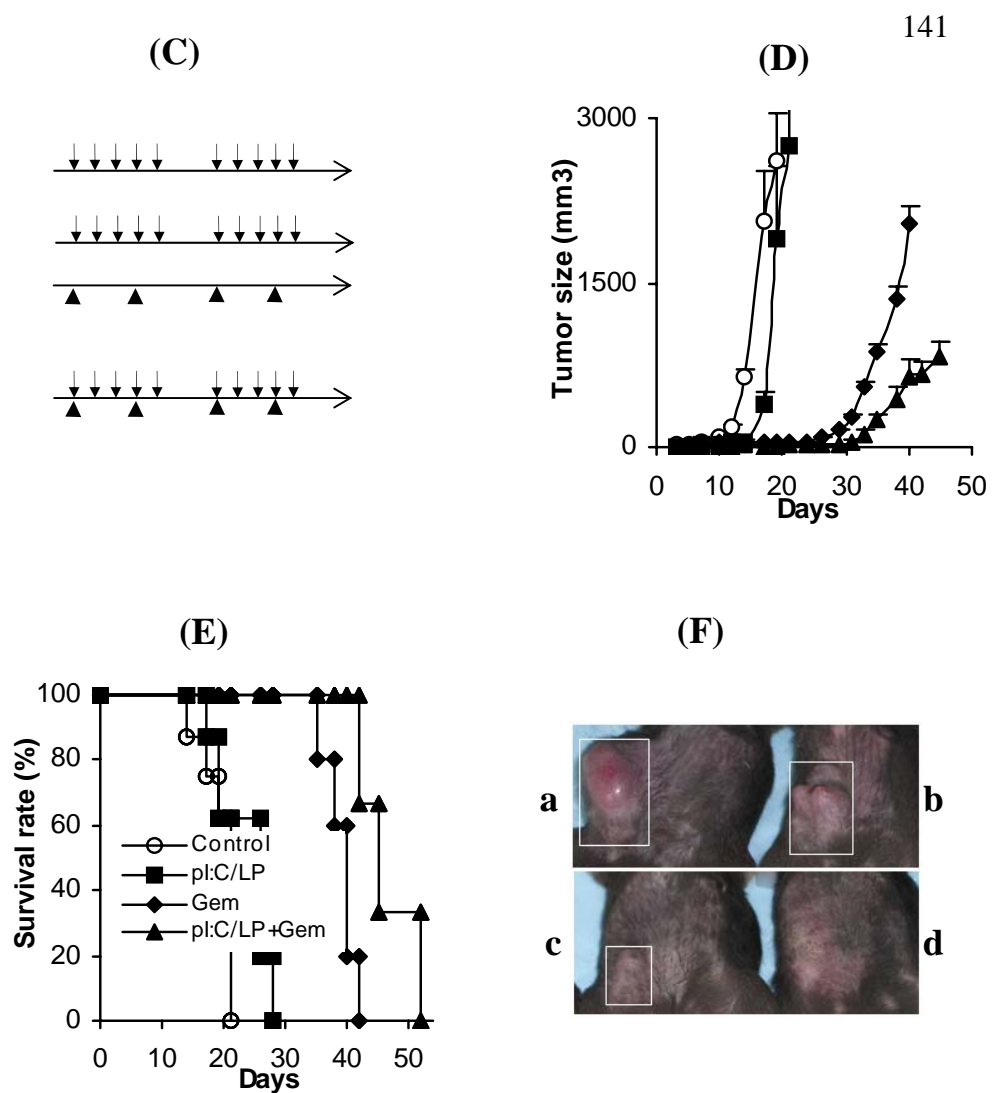 141
(C)
(D)
3000
1500
0
Tumor size (mm3)
0 10 20 30 40 50
Days
(E)
(F)
100
80
60
40
20
0
Survival rate (%)
Control
pI:C/LP
Gem
pI:C/LP+Gem
0 10 20 30 40 50
Days
a
b
c
d